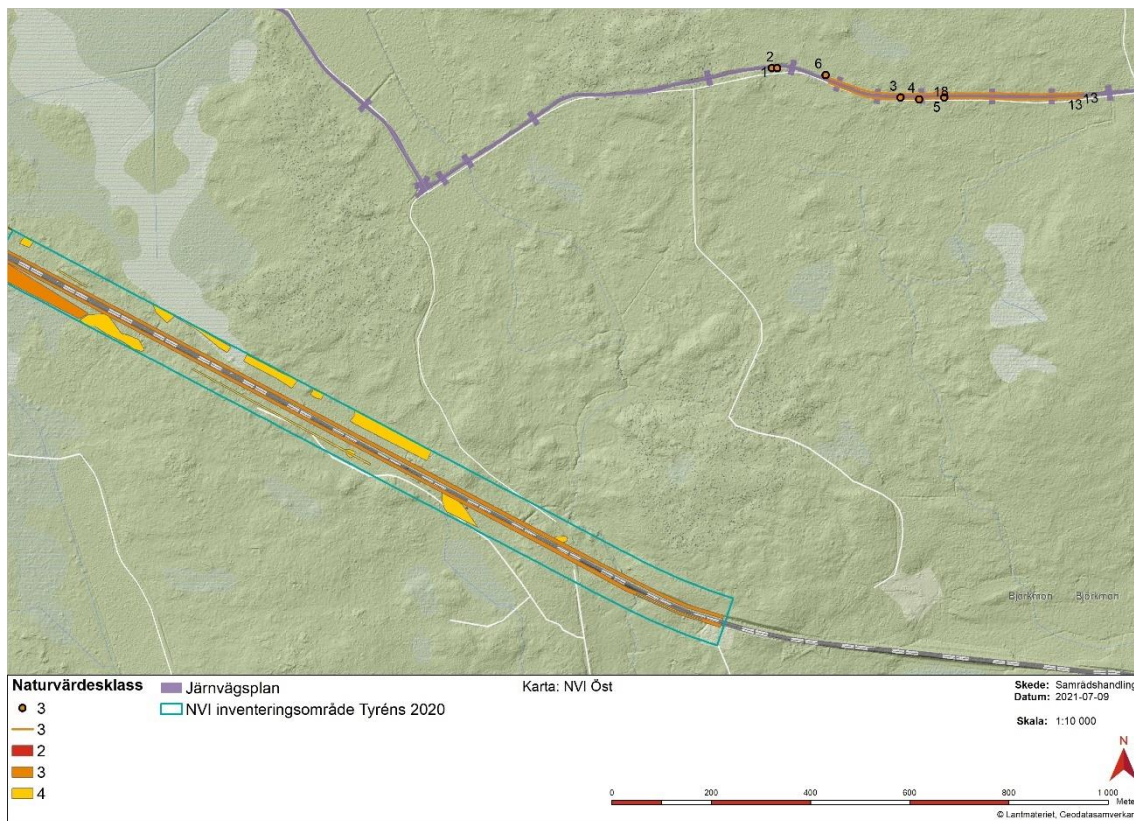 2
1
6
3
4
18
5
13
13
Björkmon Björkmon
Naturvärdesklass
3
3
2
3
4
Järnvägsplan
NVI inventeringsområde Tyréns 2020
Karta: NVI Öst
Skede: Samrådshandling
Datum: 2021-07-09
Skala: 1:10 000
N
0 200 400 600 800 1 000
Mete
© Lantmäteriet, Geodatasamverkan